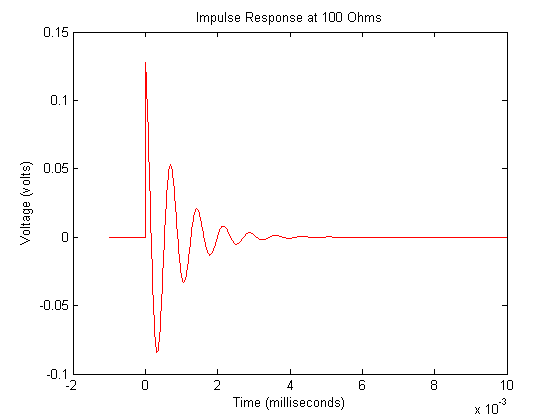 Impulse Response at 100 Ohms
0.15
0.1
0.05
0
-0.05
-0.1
Voltage (volts)
-2 0 2 4 6 8 10
Time (milliseconds)
x 10^-3